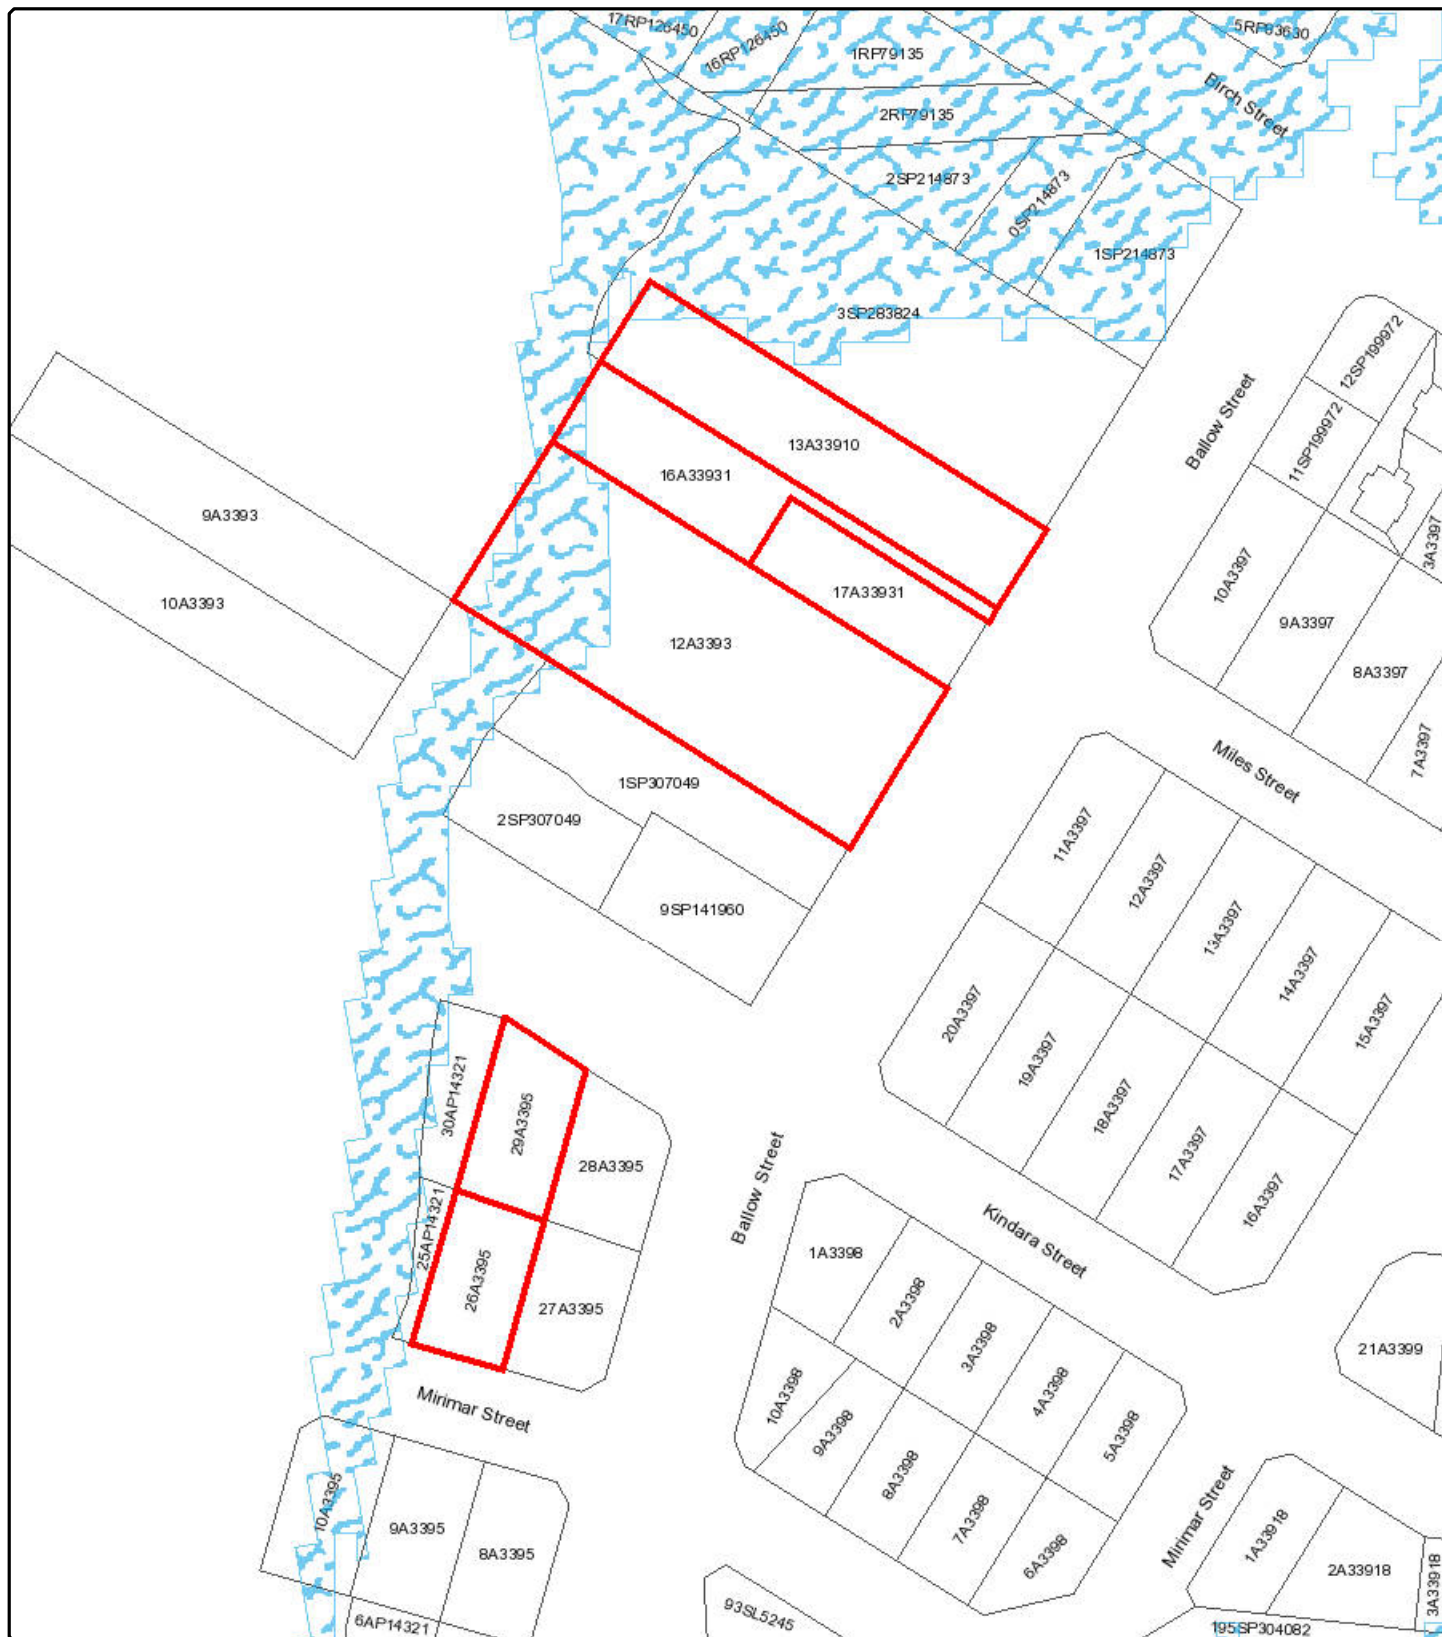 17RP126450
16RP126450
1RP79135
5RP83630
Birch Street
2RP79135
2SP214873
0SP214873
1SP214873
3SP283824
12SP199972
Ballow Street
11SP199972
13A33910
16A33931
3A3397
9A3393
10A3397
17A33931
10A3393
9A3397
12A3393
8A3397
7A3397
Miles Street
1SP307049
2SP307049
11A3397
12A3397
9SP141960
13A3397
14A3397
20A3397
15A3397
19A3397
30AP14321
29A3395
18A3397
28A3395
17A3397
Ballow Street
16A3397
25AP14321
Kindara Street
1A3398
26A3395
2A3398
27A3395
3A3398
21A3399
4A3398
10A3398
Mirimar Street
9A3398
5A3398
8A3398
10A3395
Mirimar Street
9A3395
7A3398
1A33918
8A3395
6A3398
2A33918
3A33918
93SL5245
6AP14321
195SP304082